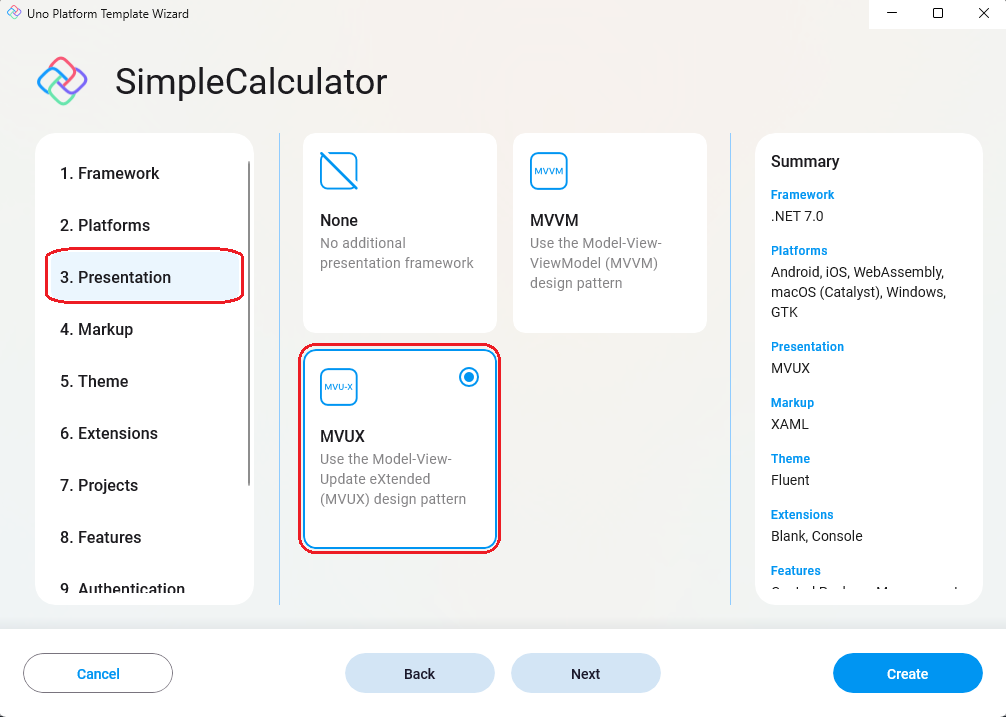 Uno Platform Template Wizard
SimpleCalculator
1. Framework
2. Platforms
3. Presentation
4. Markup
5. Theme
6. Extensions
7. Projects
8. Features
9. Authentication
None
No additional
presentation framework
MVVM
MVVM
Use the Model-View-
ViewModel (MVVM)
design pattern
MVU-X
MVUX
Use the Model-View-
Update eXtended
(MVUX) design pattern
Summary
Framework
.NET 7.0
Platforms
Android, iOS, WebAssembly,
macOS (Catalyst), Windows,
GTK
Presentation
MVUX
Markup
XAML
Theme
Fluent
Extensions
Blank, Console
Features
Cancel
Back
Next
Create